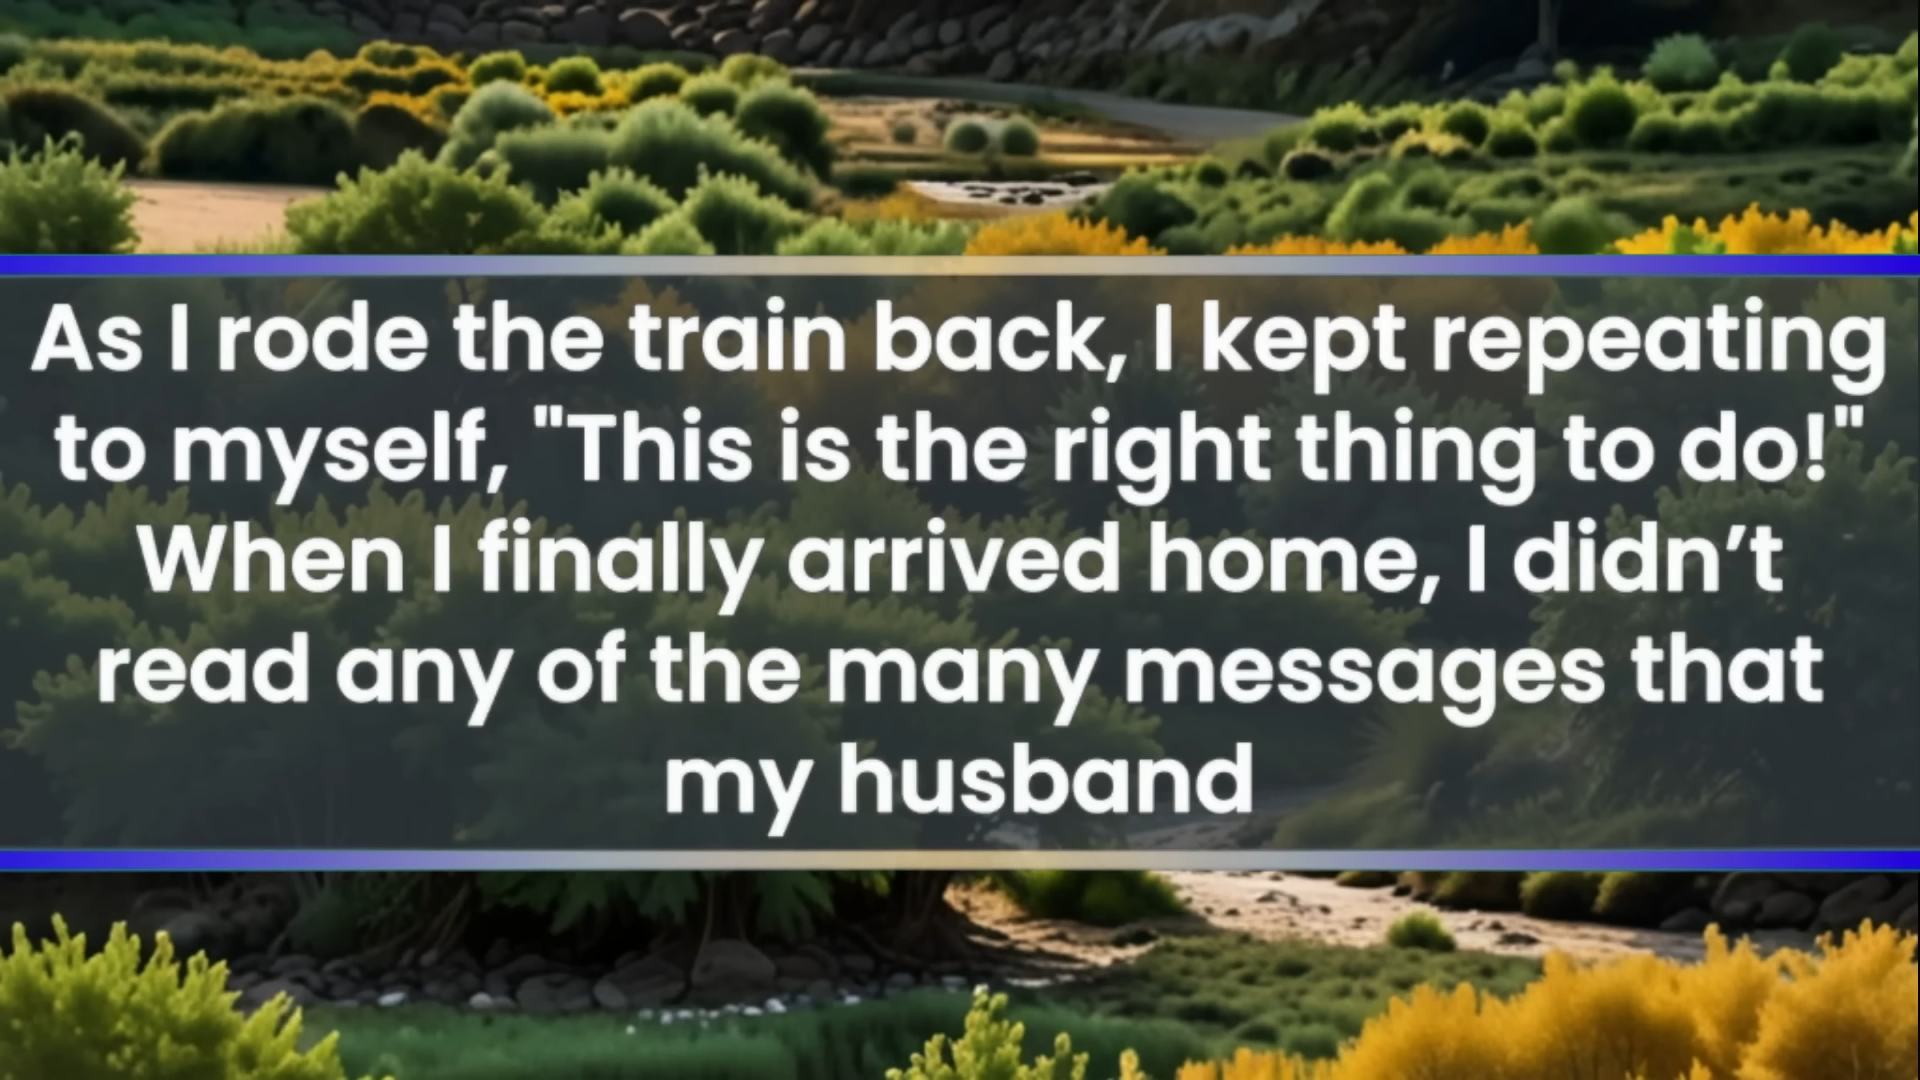 As I rode the train back, I kept repeating
to myself, "This is the right thing to do!"
When I finally arrived home, I didn’t
read any of the many messages that
my husband